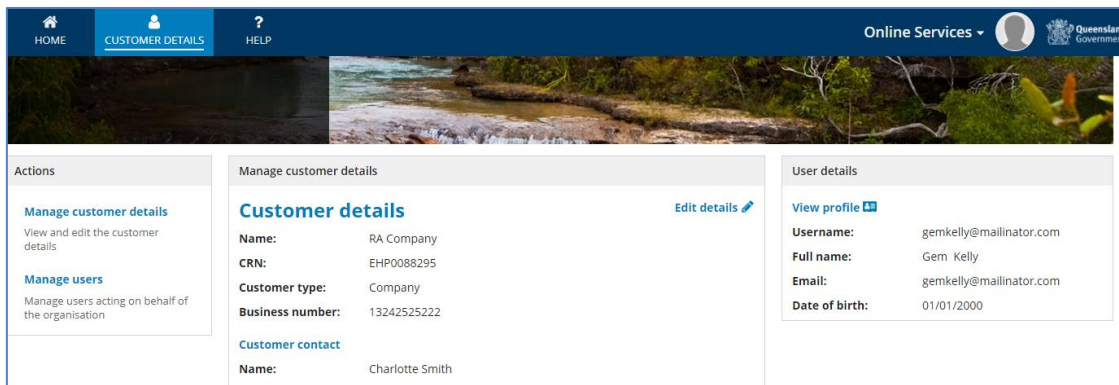 HOME
CUSTOMER DETAILS
?
HELP
Online Services
Actions
Manage customer details
View and edit the customer
details
Manage users
Manage users acting on behalf of
the organisation
Manage customer details
Customer details
Edit details
Name: RA Company
CRN: EHP0088295
Customer type: Company
Business number: 13242525222
Customer contact
Name: Charlotte Smith
User details
View profile
Username: gemkelly@mailinator.com
Full name: Gem Kelly
Email: gemkelly@mailinator.com
Date of birth: 01/01/2000